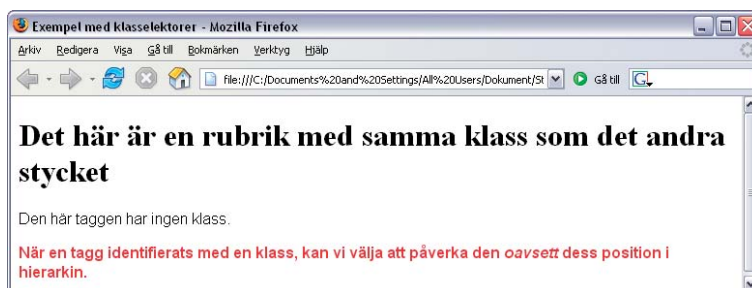 Exempel med klasselektorer - Mozilla Firefox
Arkiv Redigera Visa Gå till Bokmärken Verktyg Hjälp
file:///C:/Documents%20and%20Settings/All%20Users/Dokument/St Gå till G
Det här är en rubrik med samma klass som det andra
stycket
Den här taggen har ingen klass.
När en tagg identifierats med en klass, kan vi välja att påverka den oavsett dess position i
hierarkin.